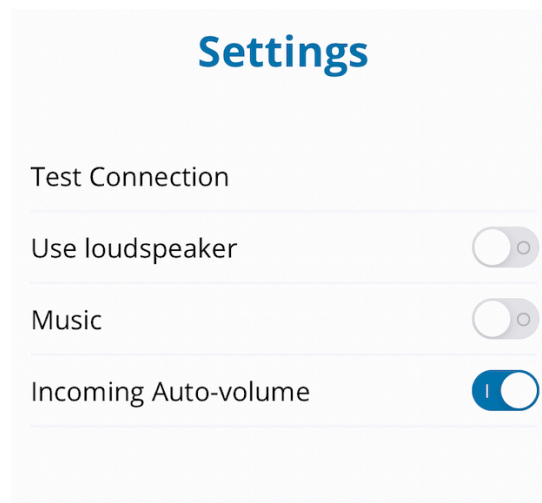 Settings
Test Connection
Use loudspeaker
Music
Incoming Auto-volume